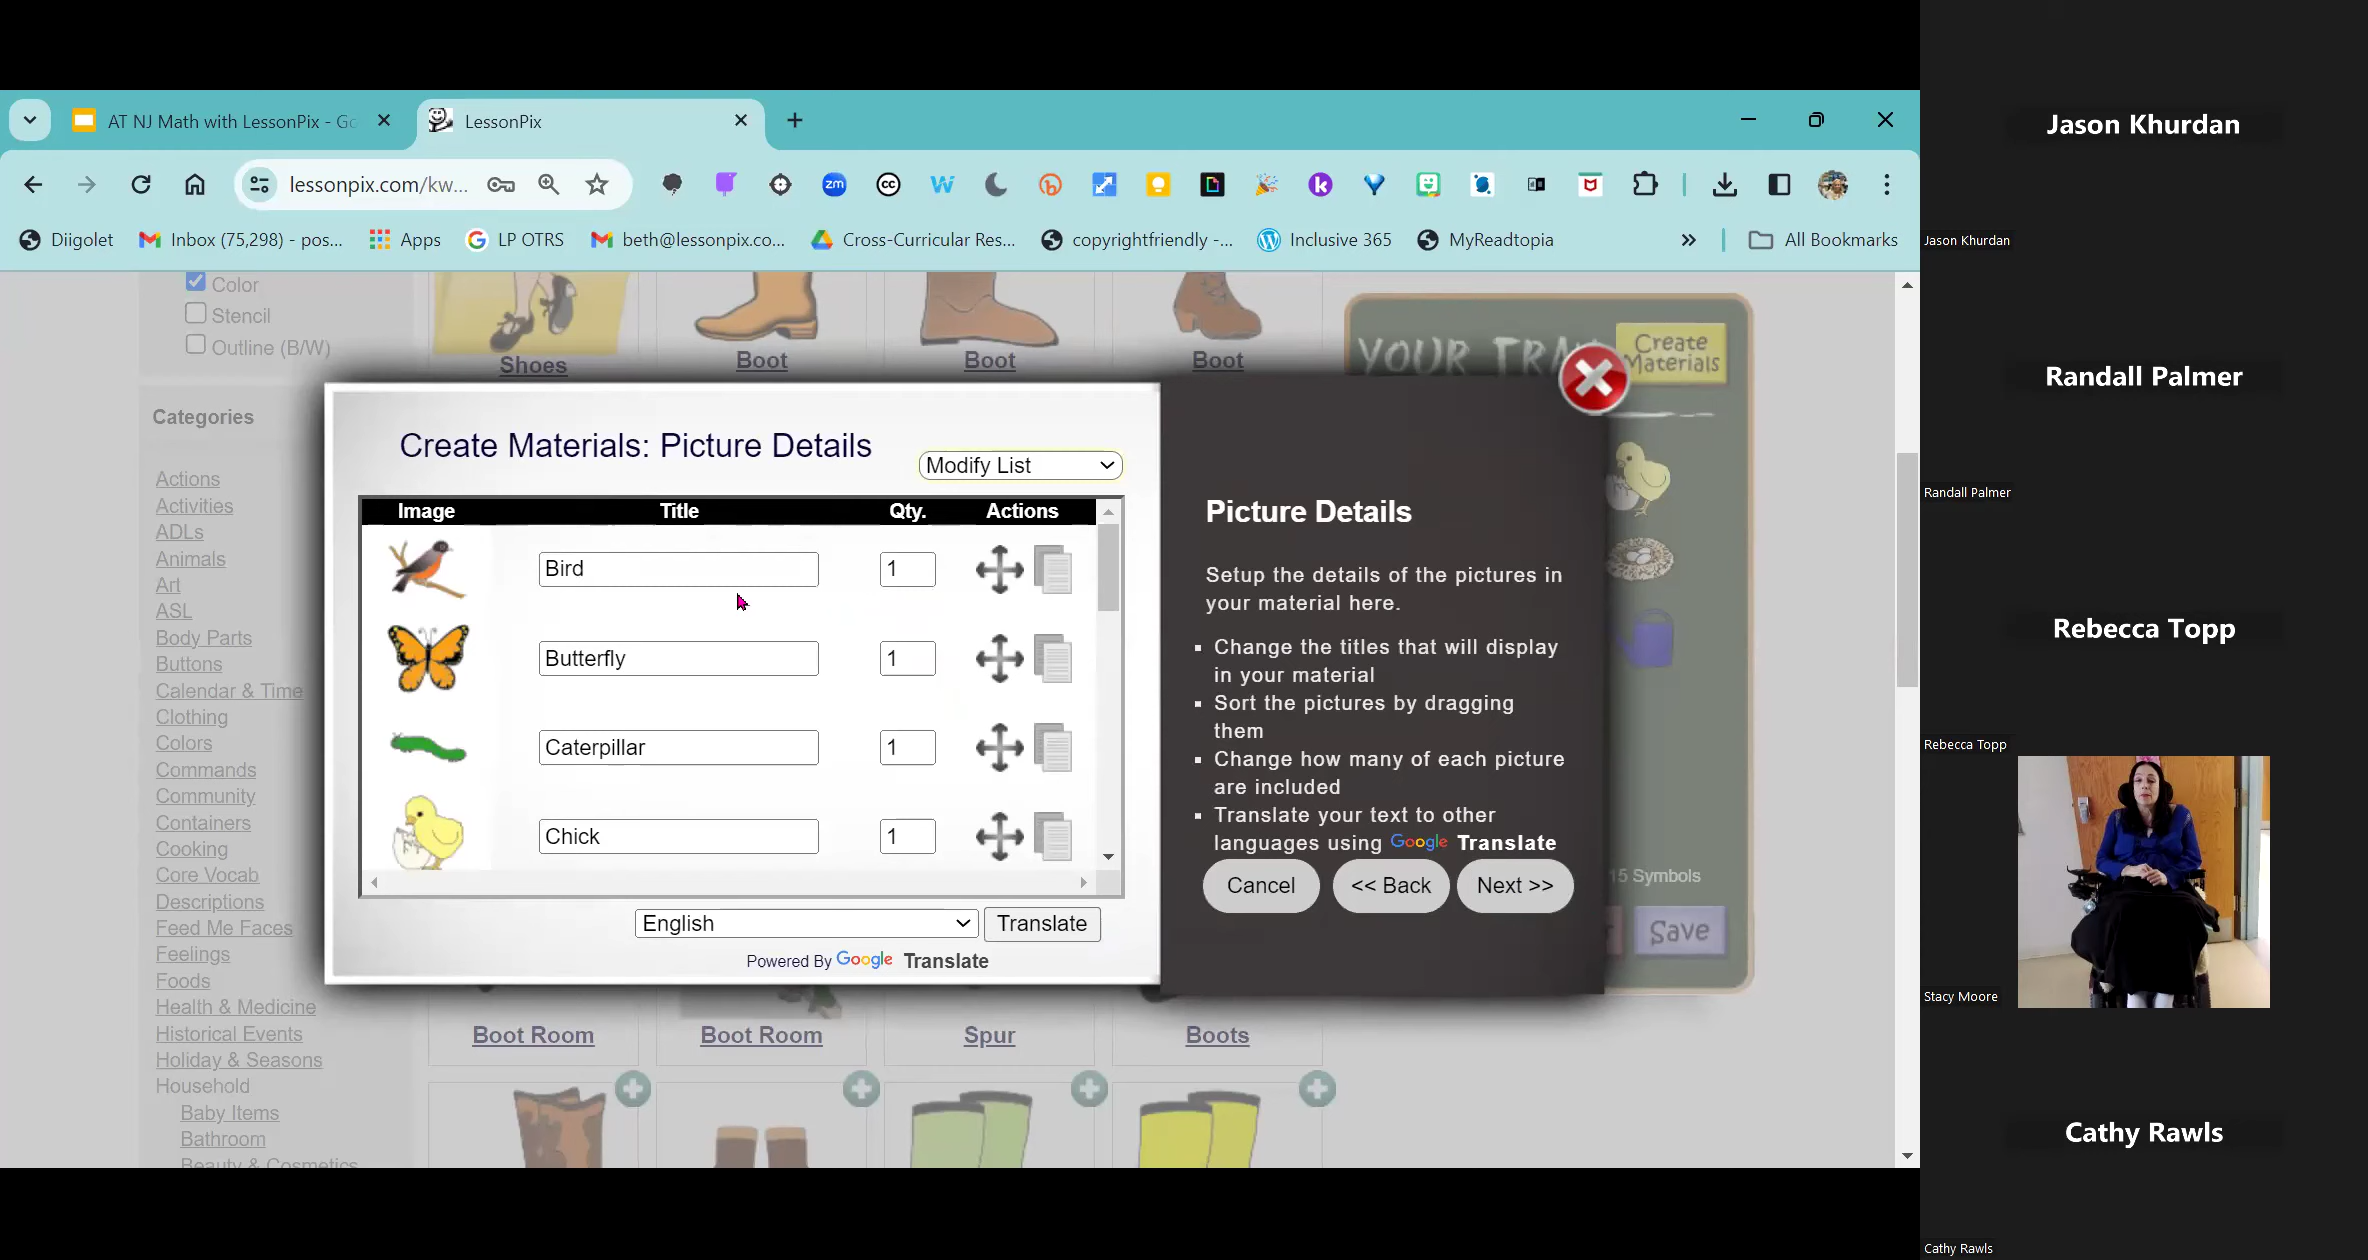 AT NJ Math with LessonPix - Go
LessonPix
lessonpix.com/kw...
zm
cc
Diigolet
Inbox (75,298) - pos...
Apps
LP OTRS
beth@lessonpix.co...
Cross-Curricular Res...
copyrightfriendly -...
Inclusive 365
MyReadtopia
All Bookmarks
Color
Stencil
Outline (B/W)
Categories
Actions
Activities
ADLs
Animals
Art
ASL
Body Parts
Buttons
Calendar & Time
Clothing
Colors
Commands
Community
Containers
Cooking
Core Vocab
Descriptions
Feed Me Faces
Feelings
Foods
Health & Medicine
Historical Events
Holiday & Seasons
Household
Baby Items
Bathroom
Beauty & Cosmetics
Shoes
Boot
Boot
Boot
YOUR TRA
Create
Materials
Create Materials: Picture Details
Modify List
Image Title Qty. Actions
Bird 1
Butterfly 1
Caterpillar 1
Chick 1
English
Translate
Powered By Google Translate
Picture Details
Setup the details of the pictures in
your material here.
Change the titles that will display
in your material
Sort the pictures by dragging
them
Change how many of each picture
are included
Translate your text to other
languages using Google Translate
Cancel
<< Back
Next >>
15 Symbols
Save
Boot Room
Boot Room
Spur
Boots
Jason Khurdan
Jason Khurdan
Randall Palmer
Randall Palmer
Rebecca Topp
Rebecca Topp
Stacy Moore
Cathy Rawls
Cathy Rawls